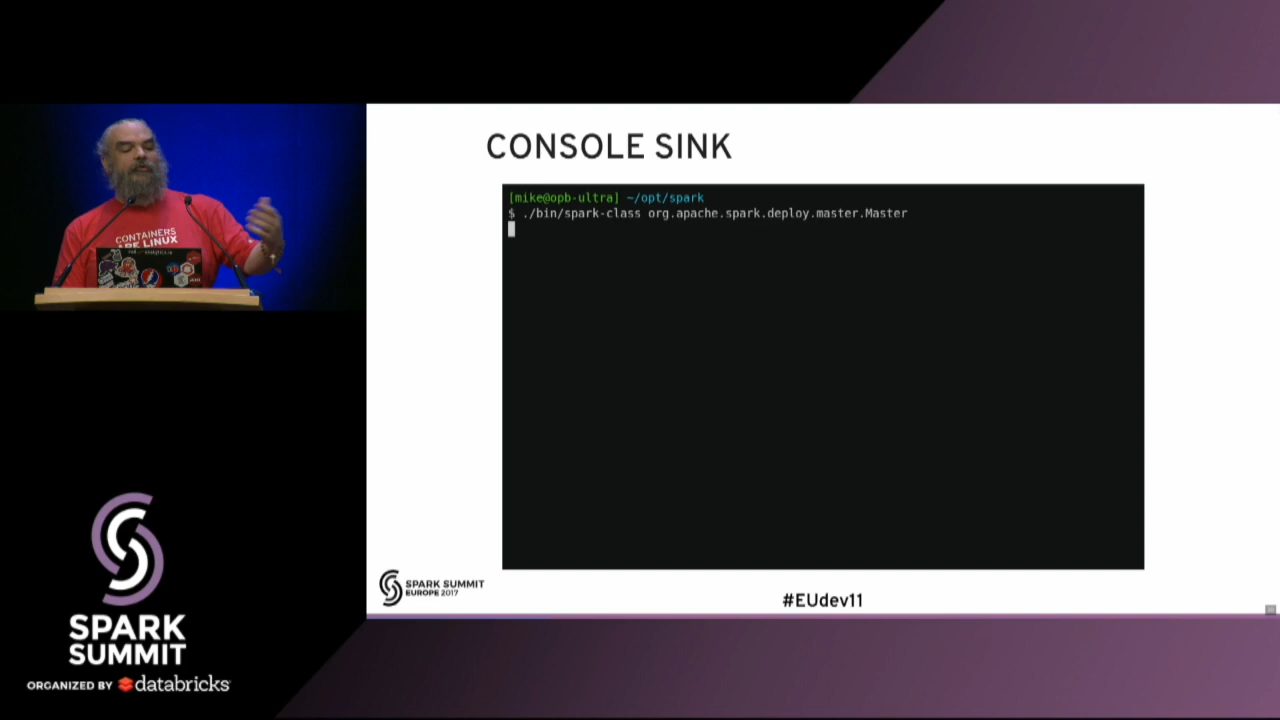 CONSOLE SINK
[mike@opb-ultra] ~/opt/spark
$ ./bin/spark-class org.apache.spark.deploy.master.Master
CONTAINERS
ARE LINUX
SPARK SUMMIT
EUROPE 2017
#EUdev11
SPARK
SUMMIT
ORGANIZED BY databricks